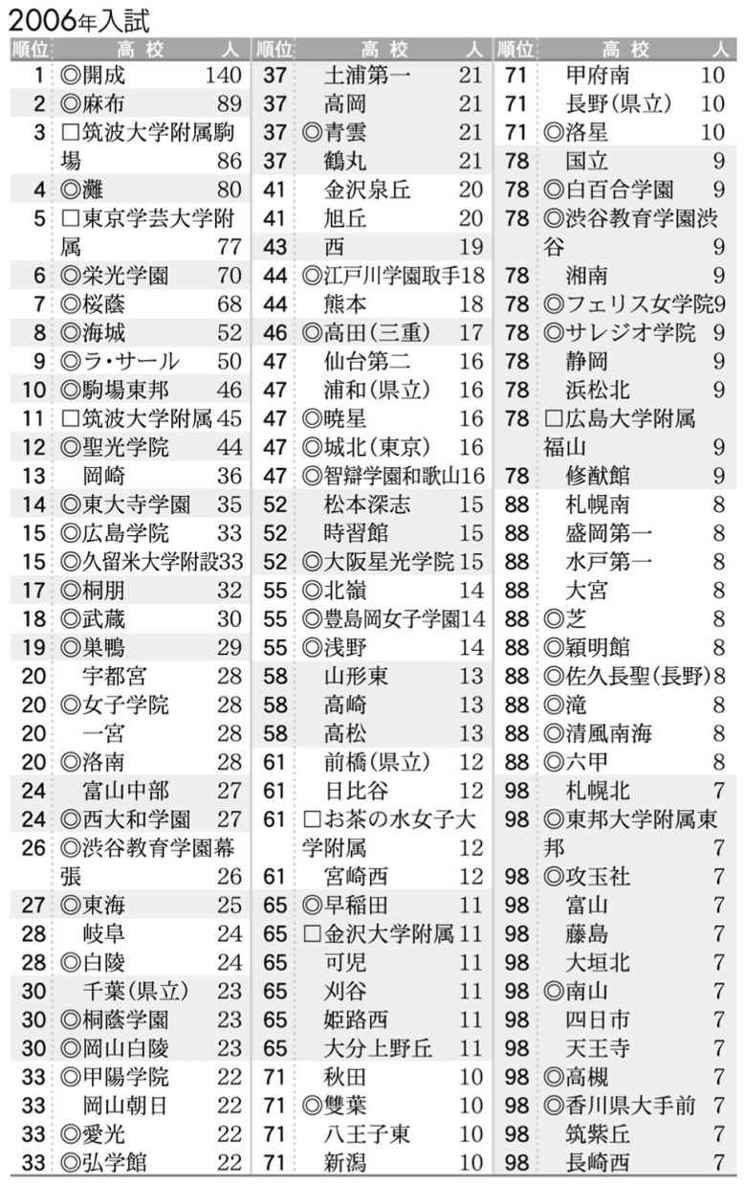 2006年入試
順位 高校 人
1 ◎開成 140
2 ◎麻布 89
3 □筑波大学附属駒
場 86
4 ◎灘 80
5 □東京学芸大学附
属 77
6 ◎栄光学園 70
7 ◎桜蔭 68
8 ◎海城 52
9 ◎ラ・サール 50
10 ◎駒場東邦 46
11 □筑波大学附属 45
12 ◎聖光学院 44
13 岡崎 36
14 ◎東大寺学園 35
15 ◎広島学院 33
15 ◎久留米大学附設 33
17 ◎桐朋 32
18 ◎武蔵 30
19 ◎巣鴨 29
20 宇都宮 28
20 ◎女子学院 28
20 一宮 28
20 ◎洛南 28
24 富山中部 27
24 ◎西大和学園 27
26 ◎渋谷教育学園幕
張 26
27 ◎東海 25
28 岐阜 24
28 ◎白陵 24
30 千葉(県立) 23
30 ◎桐蔭学園 23
30 ◎岡山白陵 23
33 ◎甲陽学院 22
33 岡山朝日 22
33 ◎愛光 22
33 ◎弘学館 22
順位 高校 人
37 土浦第一 21
37 高岡 21
37 ◎青雲 21
37 鶴丸 21
41 金沢泉丘 20
41 旭丘 20
43 西 19
44 ◎江戸川学園取手 18
44 熊本 18
46 ◎高田(三重) 17
47 仙台第二 16
47 浦和(県立) 16
47 ◎暁星 16
47 ◎城北(東京) 16
47 ◎智辯学園和歌山 16
52 松本深志 15
52 時習館 15
52 ◎大阪星光学院 15
55 ◎北嶺 14
55 ◎豊島岡女子学園 14
55 ◎浅野 14
58 山形東 13
58 高崎 13
58 高松 13
61 前橋(県立) 12
61 日比谷 12
61 □お茶の水女子大
学附属 12
61 宮崎西 12
65 ◎早稲田 11
65 □金沢大学附属 11
65 可児 11
65 刈谷 11
65 姫路西 11
65 大分上野丘 11
71 秋田 10
71 ◎雙葉 10
71 八王子東 10
71 新潟 10
順位 高校 人
71 甲府南 10
71 長野(県立) 10
71 ◎洛星 10
78 国立 9
78 ◎白百合学園 9
78 ◎渋谷教育学園渋
谷 9
78 湘南 9
78 ◎フェリス女学院 9
78 ◎サレジオ学院 9
78 静岡 9
78 浜松北 9
78 □広島大学附属
福山 9
78 修猷館 9
88 札幌南 8
88 盛岡第一 8
88 水戸第一 8
88 大宮 8
88 ◎芝 8
88 ◎穎明館 8
88 ◎佐久長聖(長野) 8
88 ◎滝 8
88 ◎清風南海 8
88 ◎六甲 8
98 札幌北 7
98 ◎東邦大学附属東
邦 7
98 ◎攻玉社 7
98 富山 7
98 藤島 7
98 大垣北 7
98 ◎南山 7
98 四日市 7
98 天王寺 7
98 ◎高槻 7
98 ◎香川県大手前 7
98 筑紫丘 7
98 長崎西 7